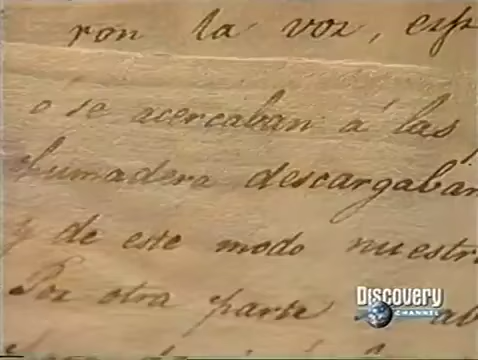 ron la voz, esp
o se acercaban á las
fumadera descargaban
y de este modo nuestr
Por otra parte
Discovery
CHANNEL